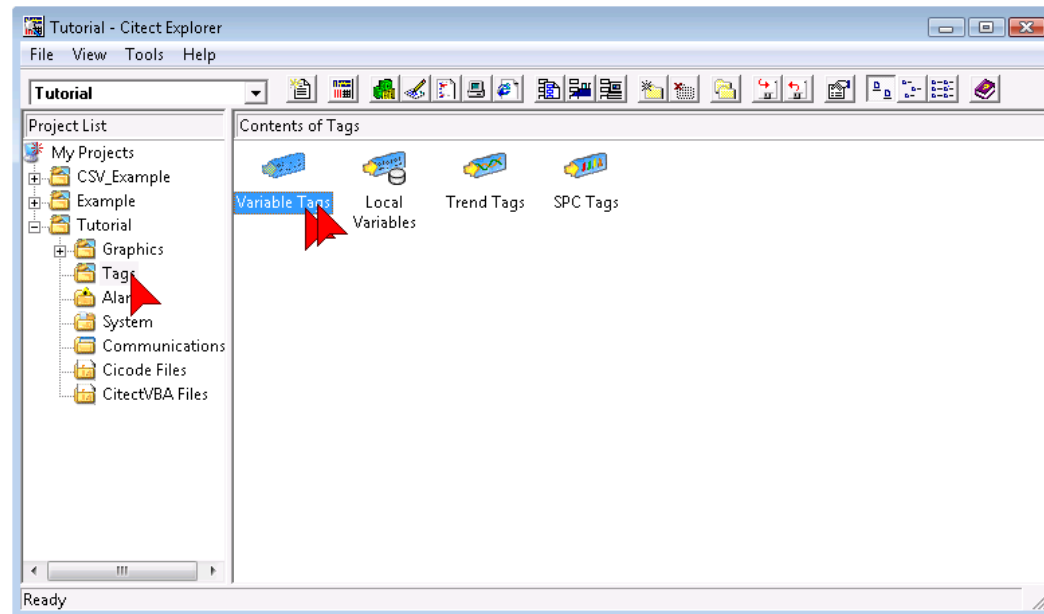 Tutorial - Citect Explorer
File View Tools Help
Tutorial
Project List
Contents of Tags
My Projects
CSV_Example
Example
Tutorial
Graphics
Tags
System
Communications
Cicode Files
CitectVBA Files
Variable Tags
Local
Variables
Trend Tags
SPC Tags
Ready